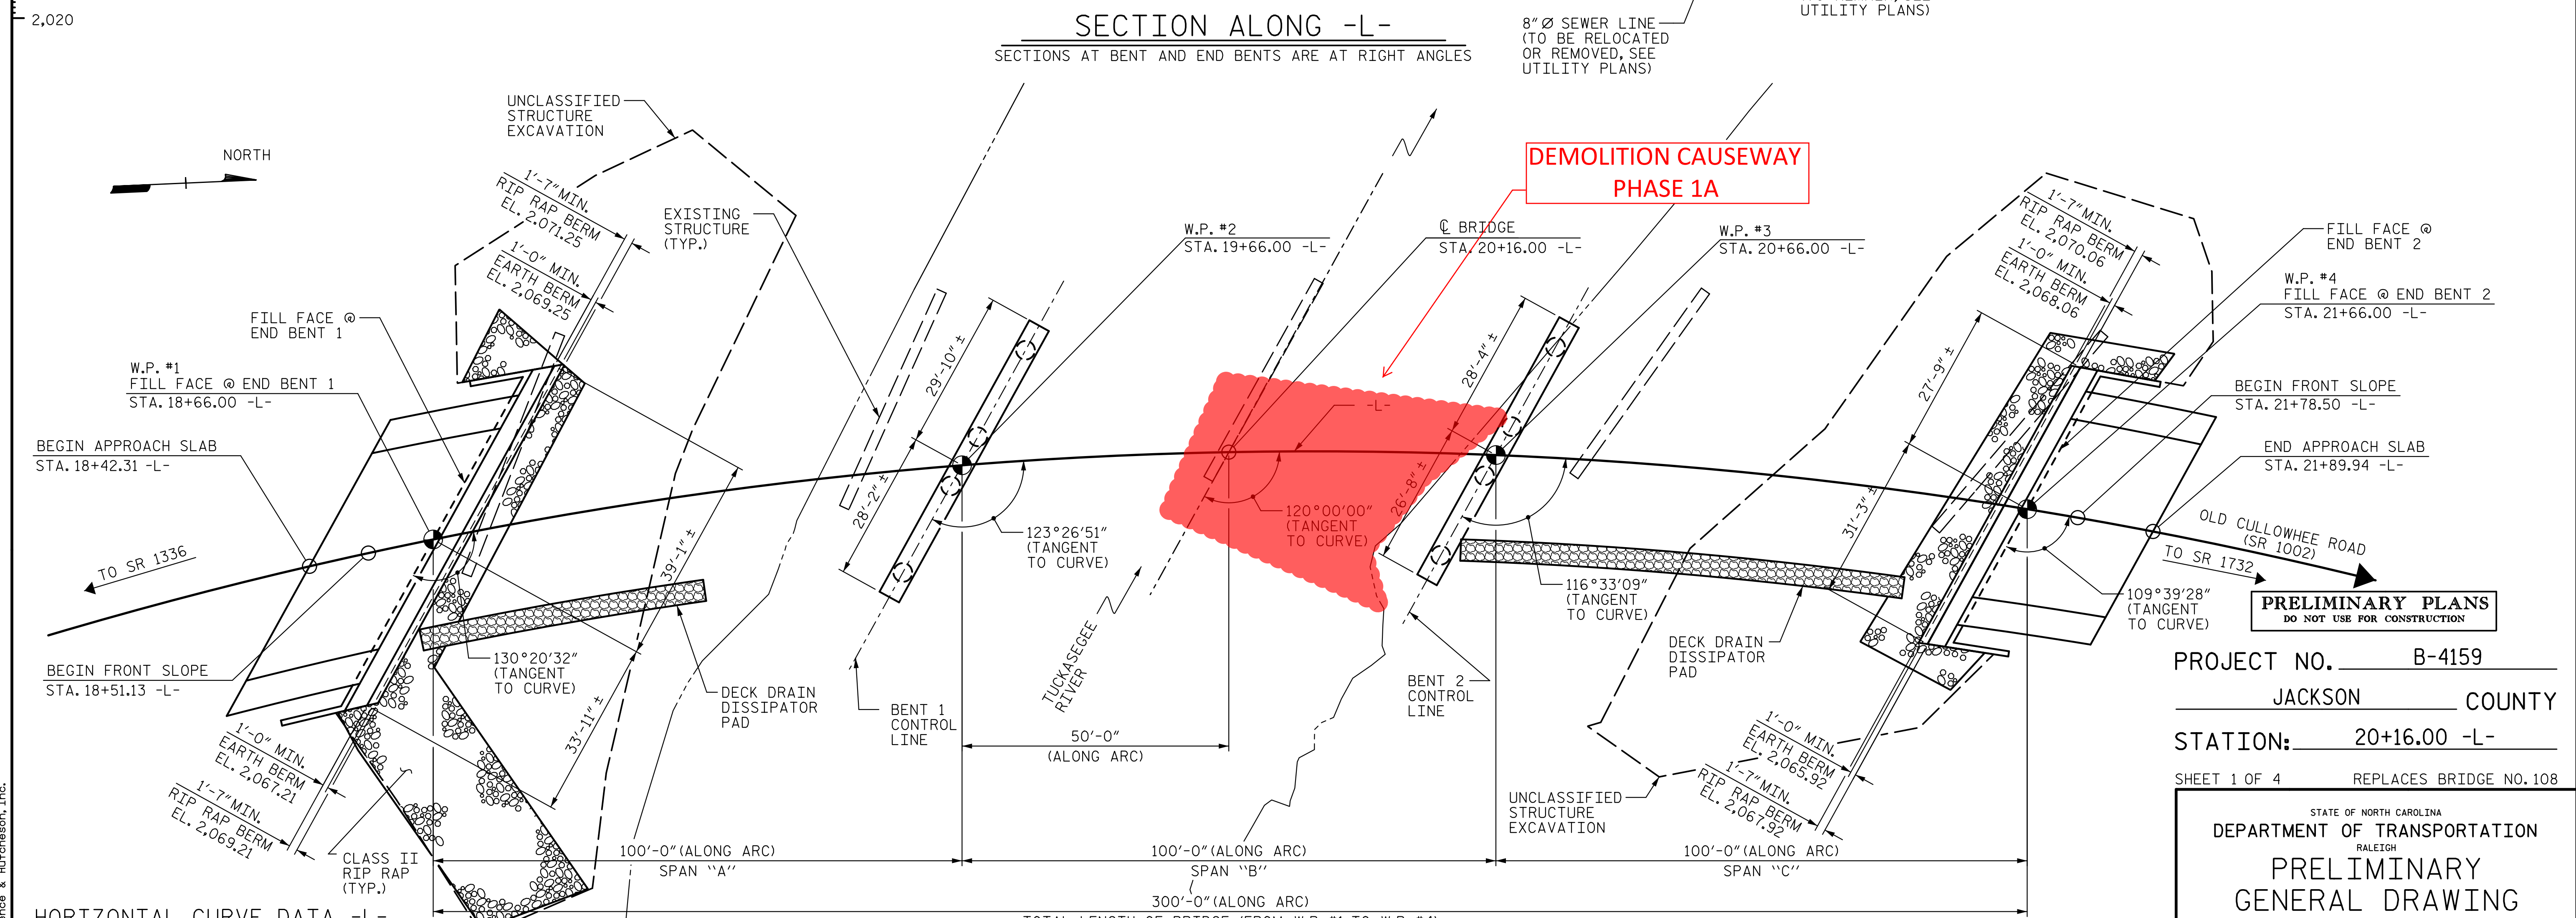 2,020
SECTION ALONG -L-
SECTIONS AT BENT AND END BENTS ARE AT RIGHT ANGLES
8"Ø SEWER LINE
(TO BE RELOCATED
OR REMOVED, SEE
UTILITY PLANS)
UTILITY PLANS)
NORTH
UNCLASSIFIED
STRUCTURE
EXCAVATION
1'-7" MIN.
RIP RAP BERM
EL. 2,071.25
1'-0" MIN.
EARTH BERM
EL. 2,069.25
EXISTING
STRUCTURE
(TYP.)
DEMOLITION CAUSEWAY
PHASE 1A
W.P. #2
STA. 19+66.00 -L-
℄ BRIDGE
STA. 20+16.00 -L-
W.P. #3
STA. 20+66.00 -L-
1'-7" MIN.
RIP RAP BERM
EL. 2,070.06
1'-0" MIN.
EARTH BERM
EL. 2,068.06
FILL FACE @
END BENT 2
W.P. #4
FILL FACE @ END BENT 2
STA. 21+66.00 -L-
FILL FACE @
END BENT 1
W.P. #1
FILL FACE @ END BENT 1
STA. 18+66.00 -L-
BEGIN APPROACH SLAB
STA. 18+42.31 -L-
BEGIN FRONT SLOPE
STA. 21+78.50 -L-
END APPROACH SLAB
STA. 21+89.94 -L-
29'-10" ±
28'-2" ±
28'-4" ±
26'-8" ±
27'-9" ±
31'-3" ±
39'-1" ±
33'-11" ±
-L-
123°26'51"
(TANGENT
TO CURVE)
120°00'00"
(TANGENT
TO CURVE)
116°33'09"
(TANGENT
TO CURVE)
109°39'28"
(TANGENT
TO CURVE)
130°20'32"
(TANGENT
TO CURVE)
TO SR 1336
OLD CULLOWHEE ROAD
(SR 1002)
TO SR 1732
BEGIN FRONT SLOPE
STA. 18+51.13 -L-
DECK DRAIN
DISSIPATOR
PAD
BENT 1
CONTROL
LINE
TUCKASEGEE
RIVER
BENT 2
CONTROL
LINE
DECK DRAIN
DISSIPATOR
PAD
50'-0"
(ALONG ARC)
1'-0" MIN.
EARTH BERM
EL. 2,067.21
1'-7" MIN.
RIP RAP BERM
EL. 2,069.21
CLASS II
RIP RAP
(TYP.)
UNCLASSIFIED
STRUCTURE
EXCAVATION
1'-0" MIN.
EARTH BERM
EL. 2,065.92
1'-7" MIN.
RIP RAP BERM
EL. 2,067.92
100'-0" (ALONG ARC)
SPAN "A"
100'-0" (ALONG ARC)
SPAN "B"
100'-0" (ALONG ARC)
SPAN "C"
300'-0" (ALONG ARC)
TOTAL LENGTH OF BRIDGE (FROM W.P. #1 TO W.P. #4)
HORIZONTAL CURVE DATA -L-
PRELIMINARY PLANS
DO NOT USE FOR CONSTRUCTION
PROJECT NO. B-4159
JACKSON COUNTY
STATION: 20+16.00 -L-
SHEET 1 OF 4 REPLACES BRIDGE NO. 108
STATE OF NORTH CAROLINA
DEPARTMENT OF TRANSPORTATION
RALEIGH
PRELIMINARY
GENERAL DRAWING
& Hutcheson, Inc.